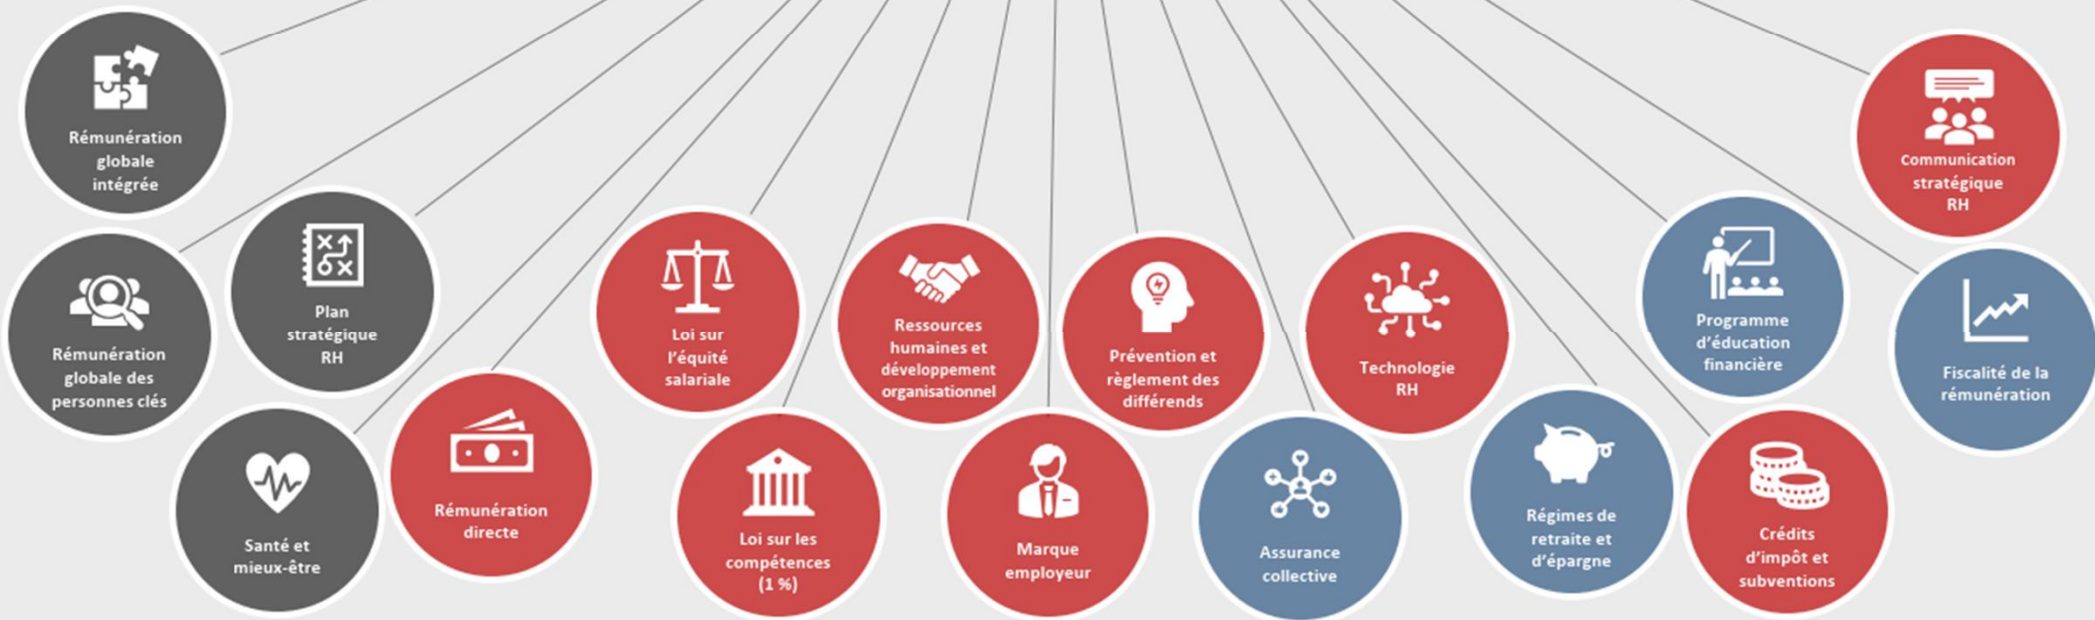 Rémunération
globale
intégrée
Rémunération
globale des
personnes clés
Plan
stratégique
RH
Santé et
mieux-être
Rémunération
directe
Loi sur
l'équité
salariale
Loi sur les
compétences
(1 %)
Ressources
humaines et
développement
organisationnel
Marque
employeur
Prévention et
règlement des
différends
Assurance
collective
Technologie
RH
Régimes de
retraite et
d'épargne
Programme
d'éducation
financière
Crédits
d'impôt et
subventions
Fiscalité de la
rémunération
Communication
stratégique
RH